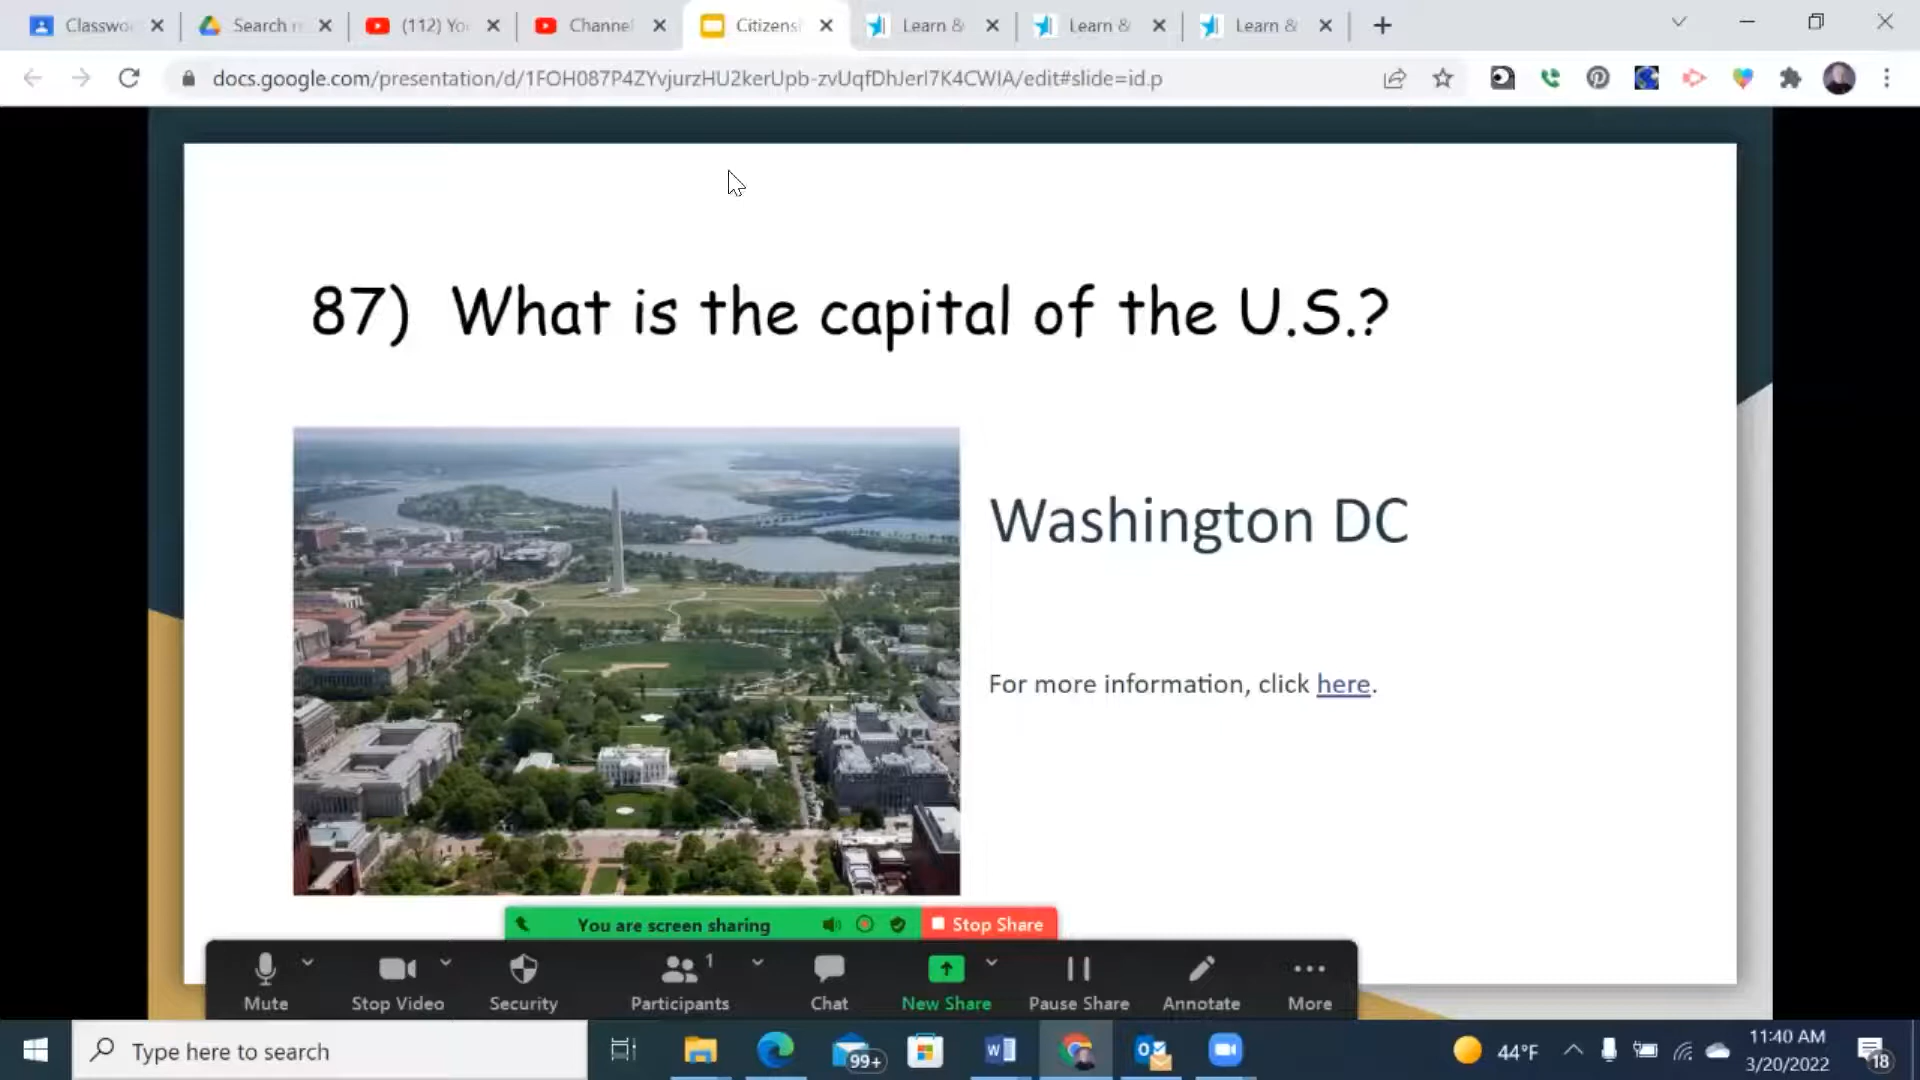 Classwo
Search r
(112) Yo
Channel
Citizens
Learn &
Learn &
Learn &
docs.google.com/presentation/d/1FOH087P4ZYvjurzHU2kerUpb-zvUqfDhJerI7K4CWIA/edit#slide=id.p
87) What is the capital of the U.S.?
Washington DC
For more information, click here.
You are screen sharing
Stop Share
1
Mute
Stop Video
Security
Participants
Chat
New Share
Pause Share
Annotate
More
Type here to search
99+
44°F
11:40 AM
3/20/2022
18